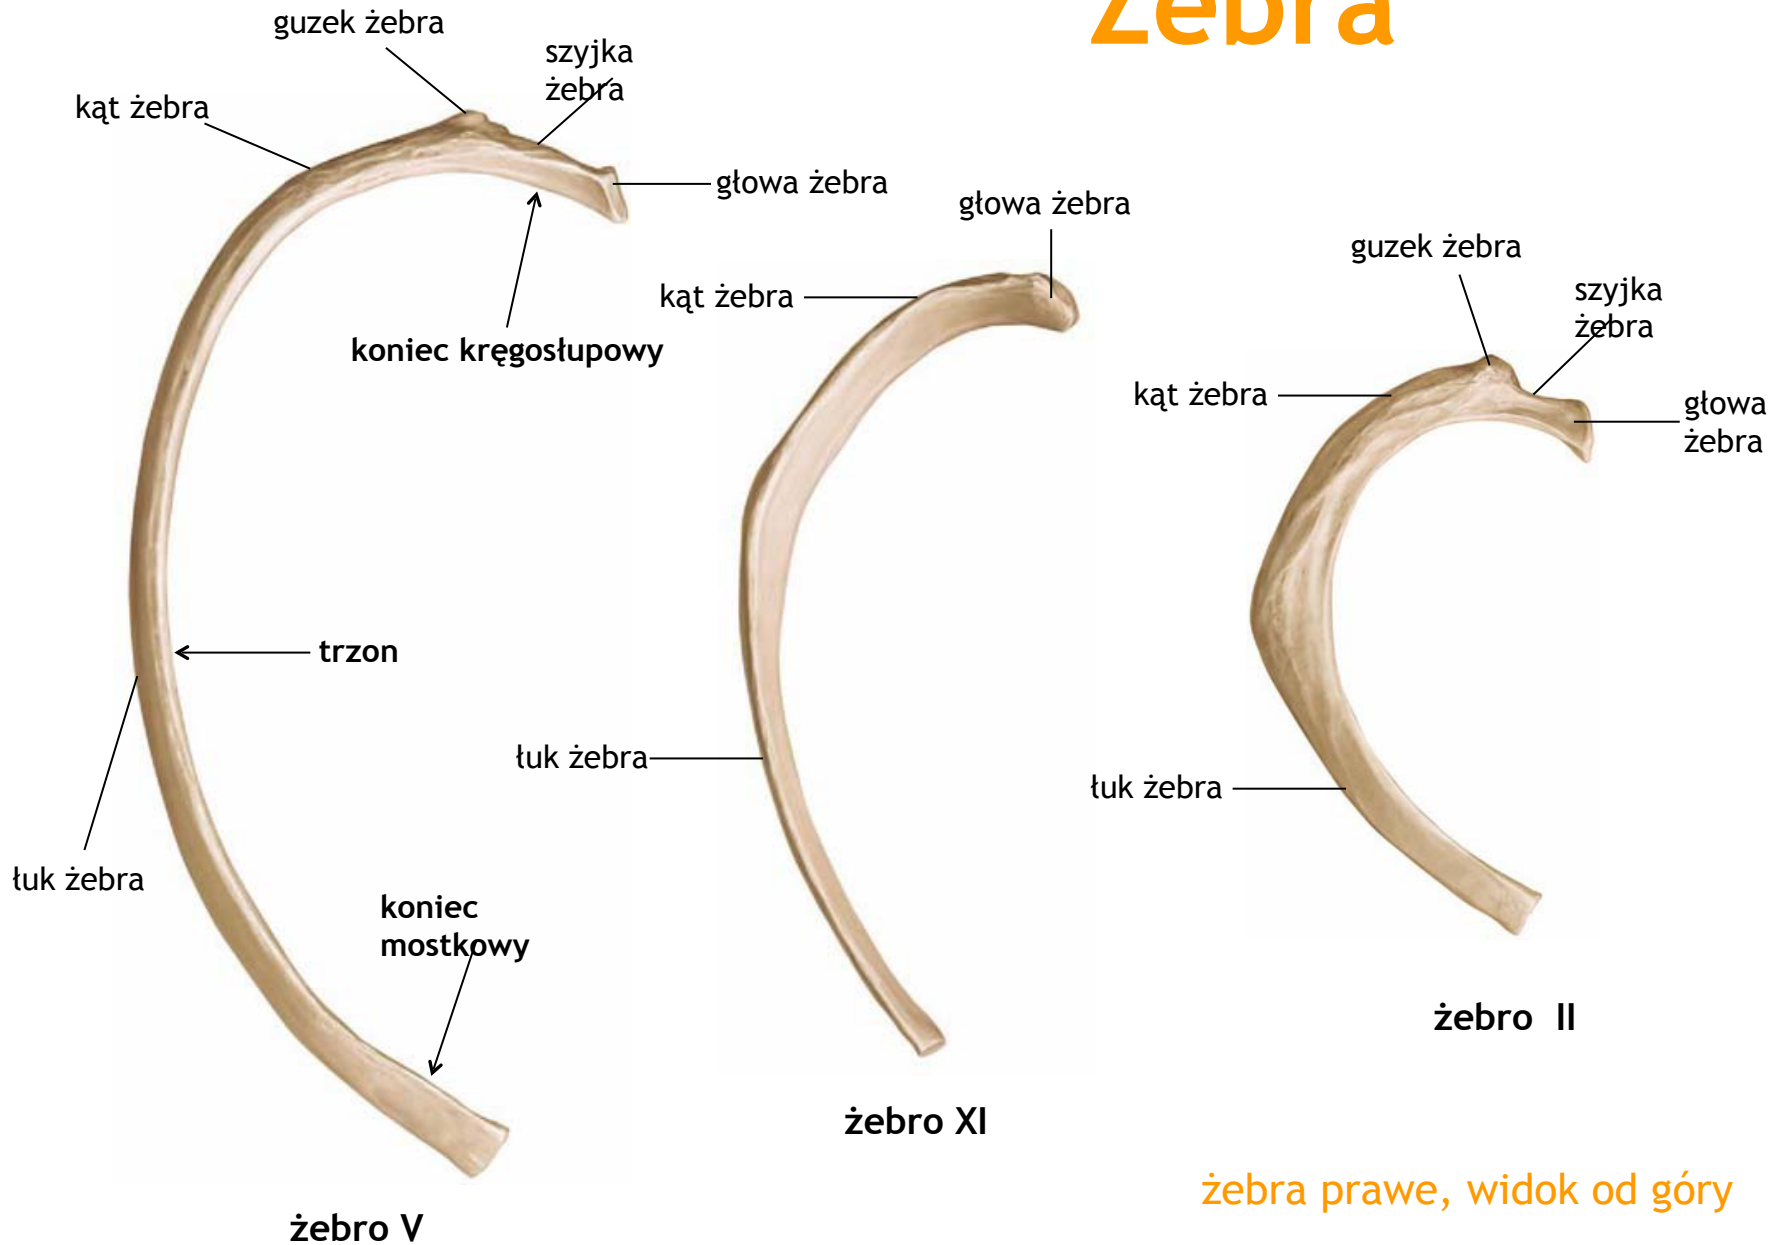 Żebra
guzek żebra
szyjka
żebra
kąt żebra
głowa żebra
koniec kręgosłupowy
trzon
łuk żebra
koniec
mostkowy
żebro V
głowa żebra
kąt żebra
łuk żebra
żebro XI
guzek żebra
szyjka
żebra
kąt żebra
głowa
żebra
łuk żebra
żebro II
żebra prawe, widok od góry